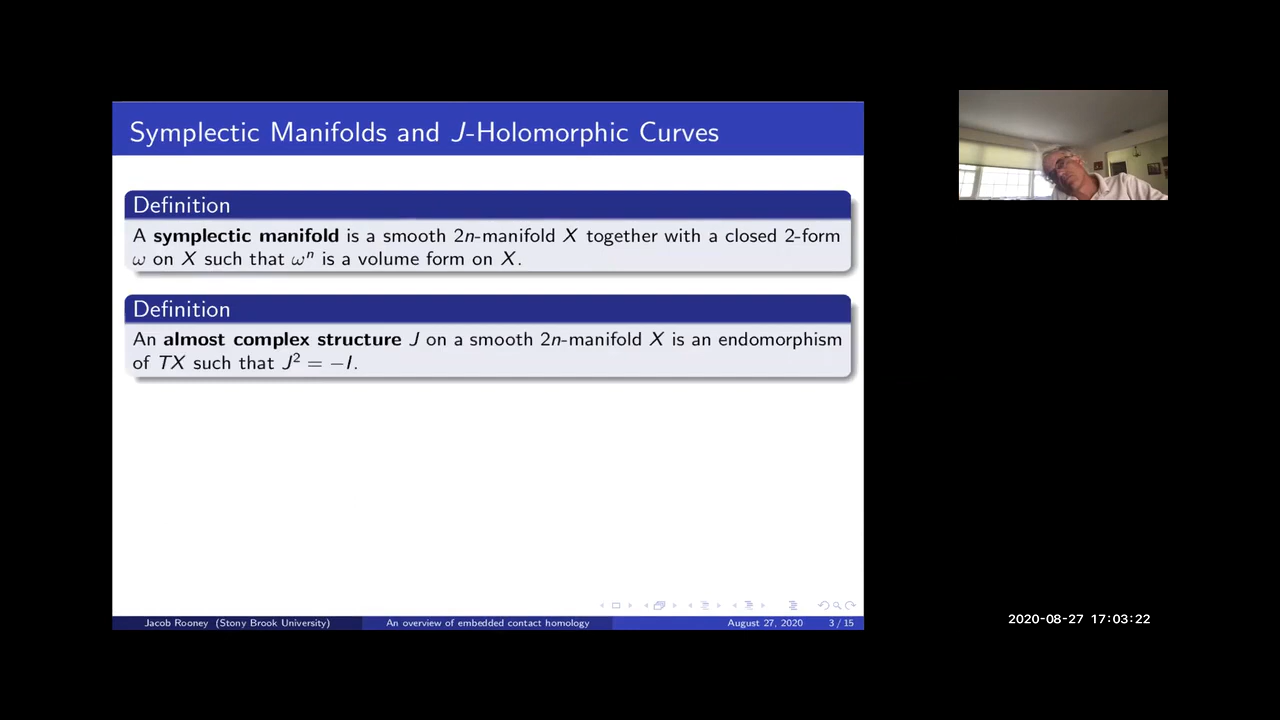 Symplectic Manifolds and J-Holomorphic Curves
Definition
A symplectic manifold is a smooth 2n-manifold X together with a closed 2-form
ω on X such that ωⁿ is a volume form on X.
Definition
An almost complex structure J on a smooth 2n-manifold X is an endomorphism
of TX such that J² = −I.
Jacob Rooney (Stony Brook University) An overview of embedded contact homology August 27, 2020 3 / 15
2020-08-27 17:03:22